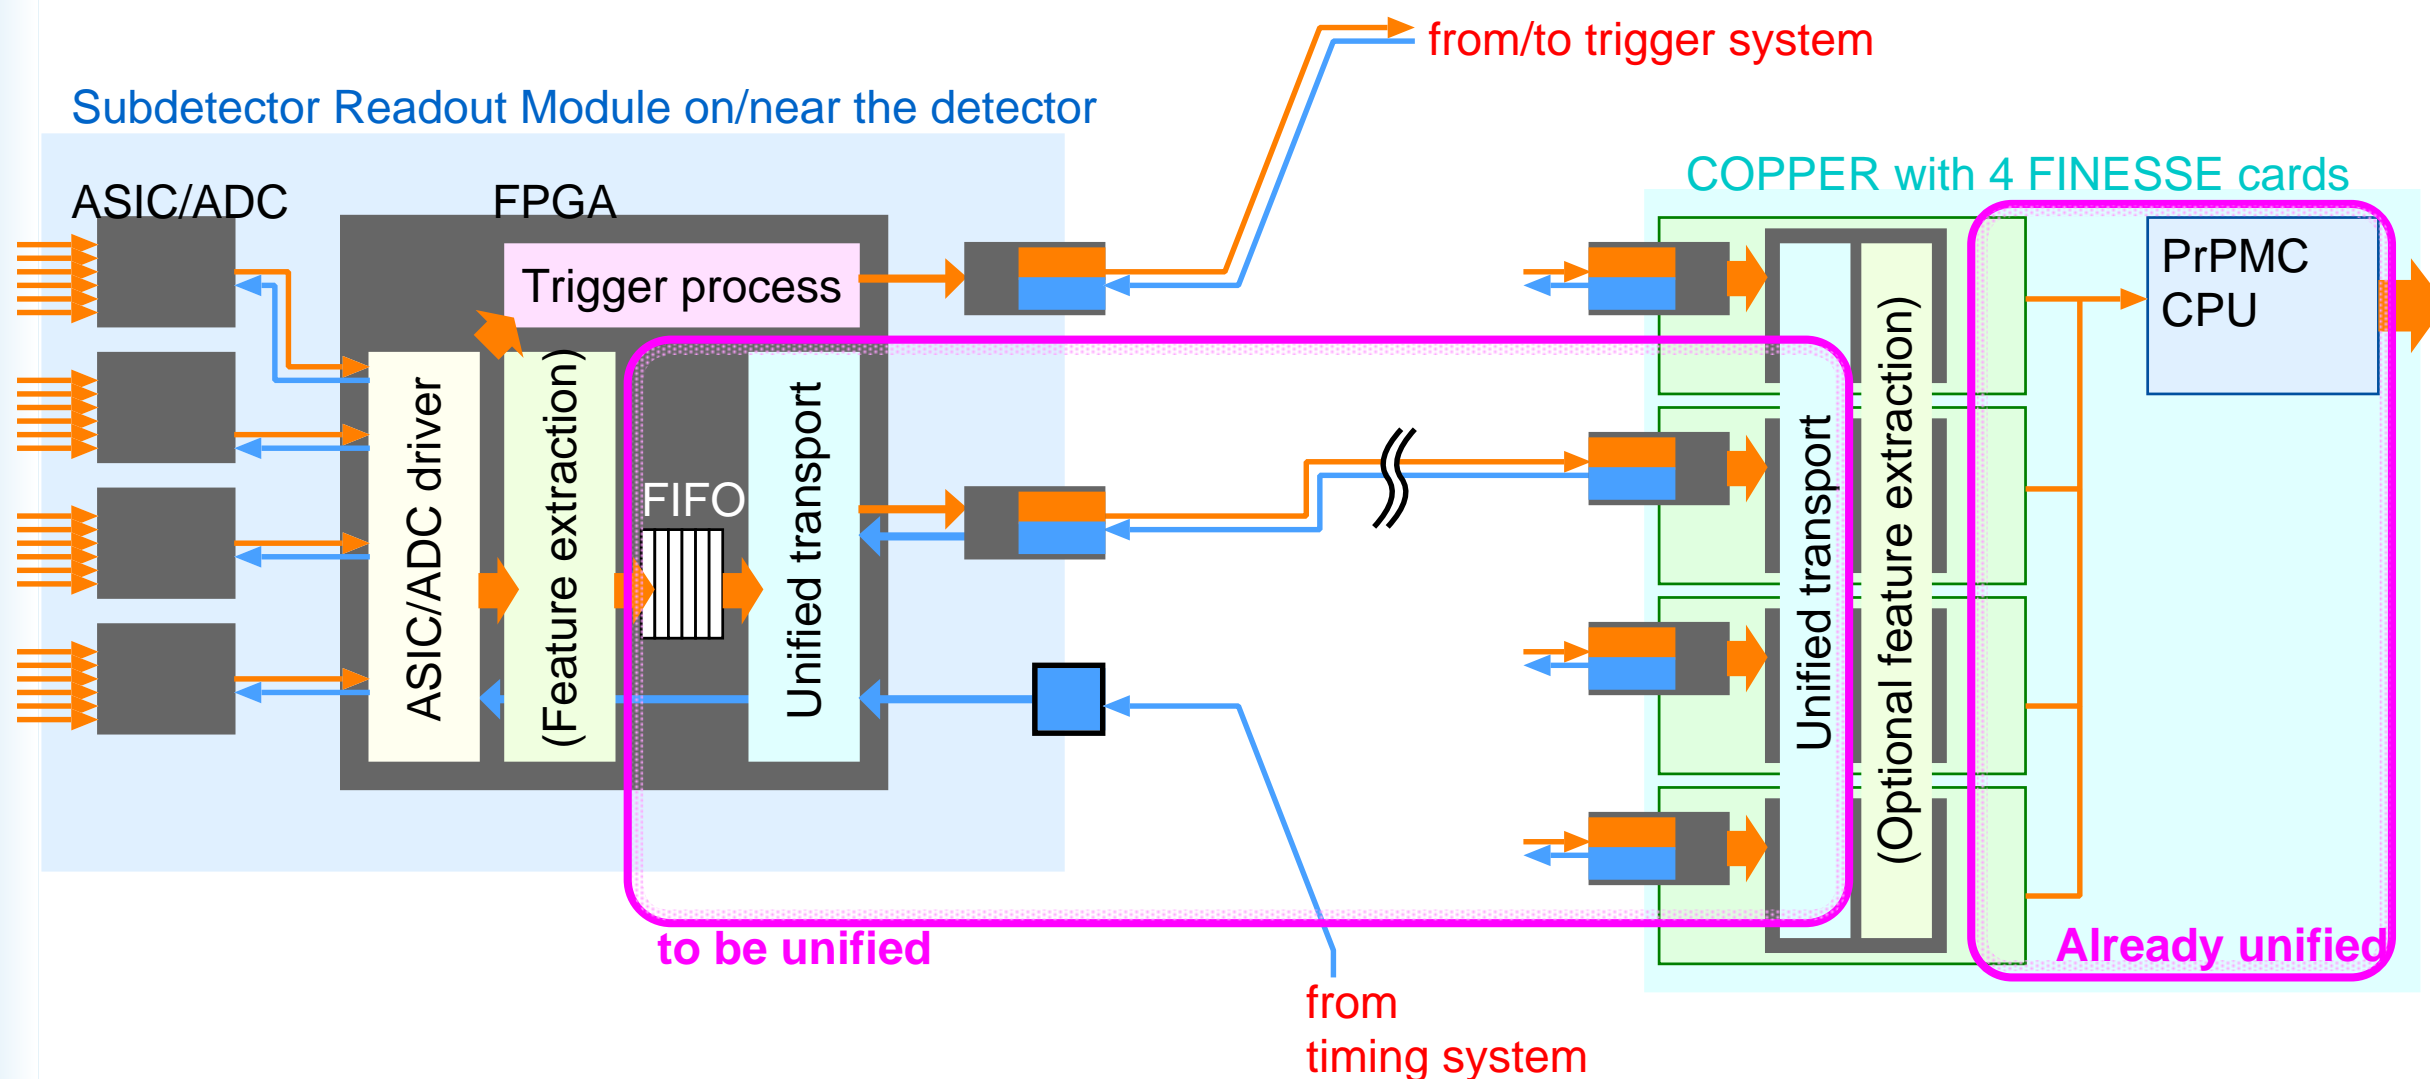 from/to trigger system
Subdetector Readout Module on/near the detector
COPPER with 4 FINESSE cards
ASIC/ADC
FPGA
Trigger process
PrPMC
CPU
ASIC/ADC driver
(Feature extraction)
FIFO
Unified transport
Unified transport
(Optional feature extraction)
to be unified
Already unified
from
timing system